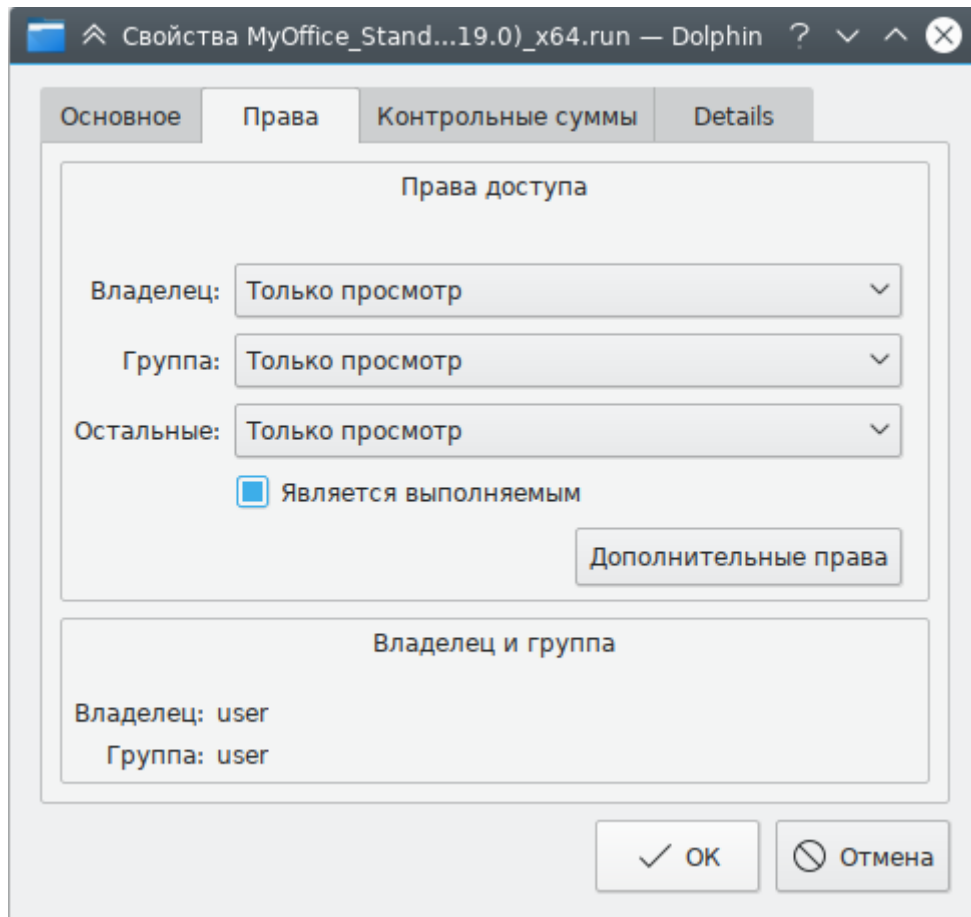 Свойства MyOffice_Stand...19.0)_x64.run — Dolphin ?
Основное Права Контрольные суммы Details
Права доступа
Владелец: Только просмотр
Группа: Только просмотр
Остальные: Только просмотр
Является выполняемым
Дополнительные права
Владелец и группа
Владелец: user
Группа: user
ОК Отмена